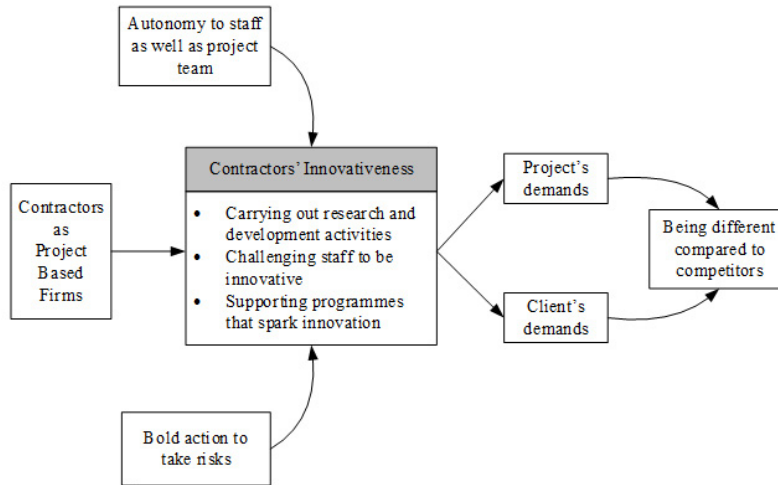 Autonomy to staff
as well as project
team
Contractors' Innovativeness
• Carrying out research and
development activities
• Challenging staff to be
innovative
• Supporting programmes
that spark innovation
Contractors
as
Project
Based
Firms
Project's
demands
Client's
demands
Being different
compared to
competitors
Bold action to
take risks